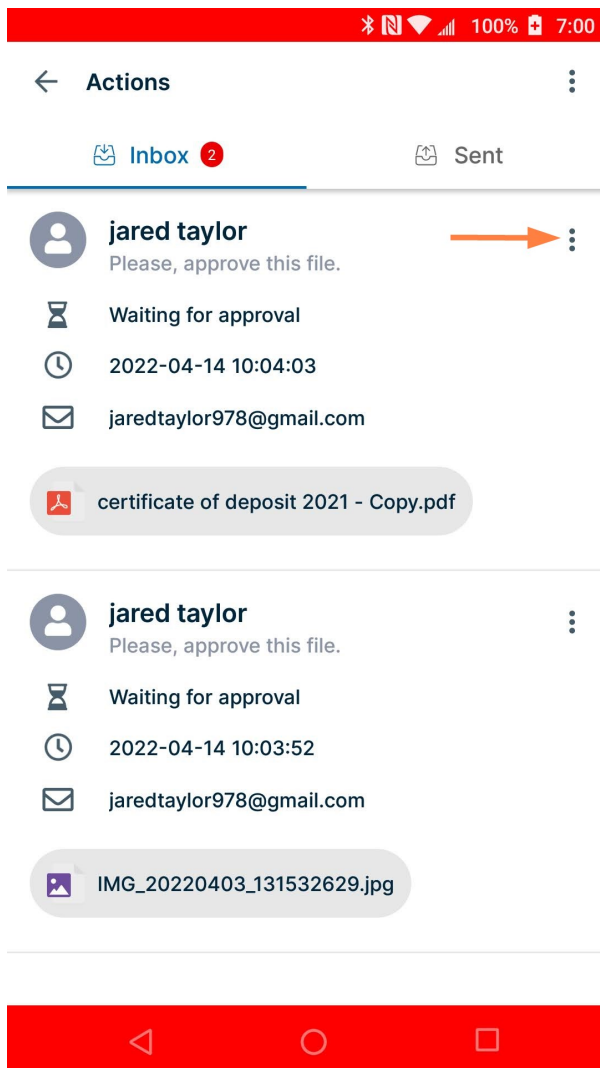 100% 7:00
Actions
Inbox 2 Sent
jared taylor
Please, approve this file.
Waiting for approval
2022-04-14 10:04:03
jaredtaylor978@gmail.com
certificate of deposit 2021 - Copy.pdf
jared taylor
Please, approve this file.
Waiting for approval
2022-04-14 10:03:52
jaredtaylor978@gmail.com
IMG_20220403_131532629.jpg